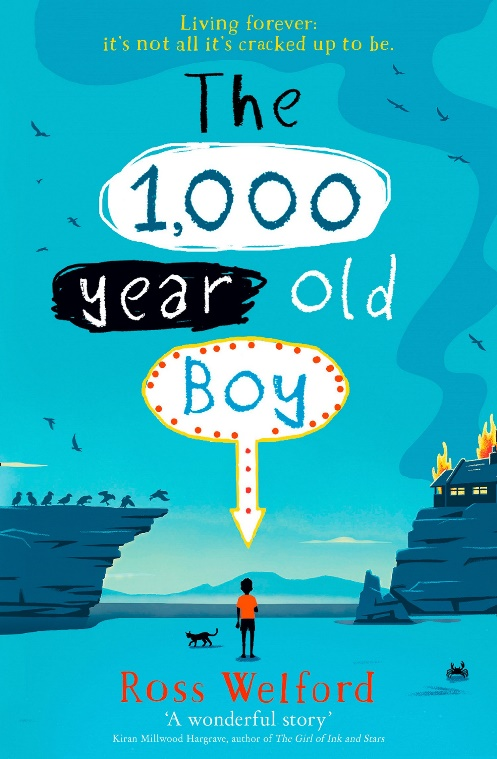 Living forever:
it's not all it's cracked up to be.
The
1,000
year old
Boy
Ross Welford
‘A wonderful story’
Kiran Millwood Hargrave, author of The Girl of Ink and Stars